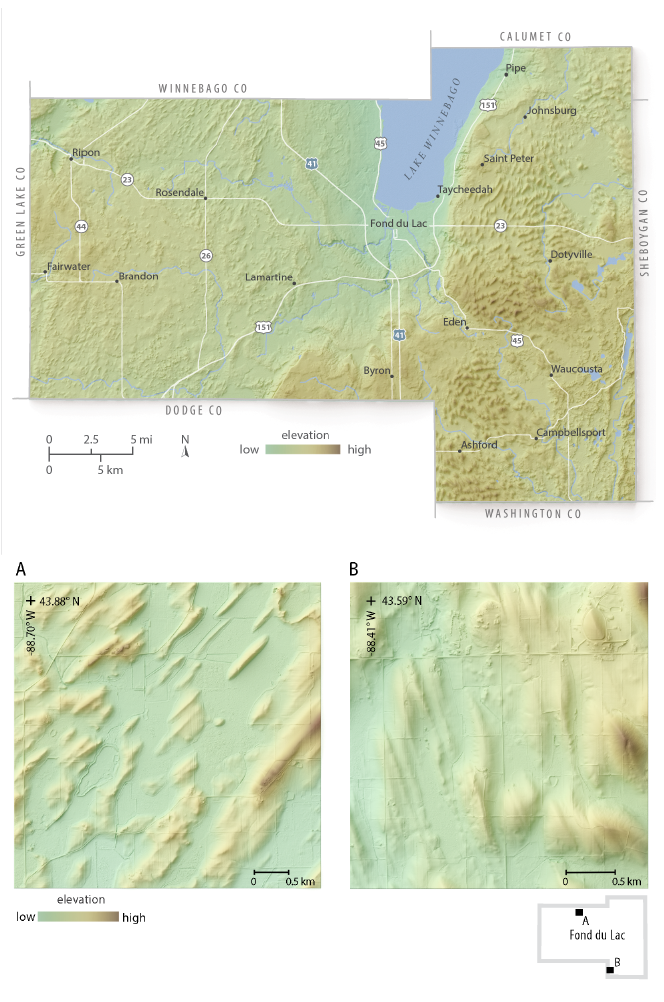 CALUMET CO
WINNEBAGO CO
GREEN LAKE CO
SHEBOYGAN CO
DODGE CO
WASHINGTON CO
LAKE WINNEBAGO
Pipe
151
Johnsburg
45
41
Saint Peter
Ripon
23
Rosendale
Taycheedah
44
Fond du Lac
23
26
Dotyville
Fairwater
Brandon
Lamartine
151
41
Eden
45
Byron
Waucousta
Ashford
Campbellsport
0 2.5 5 mi
0 5 km
N
elevation
low high
A
43.88° N
-88.70° W
0 0.5 km
B
43.59° N
-88.41° W
0 0.5 km
elevation
low high
A
Fond du Lac
B